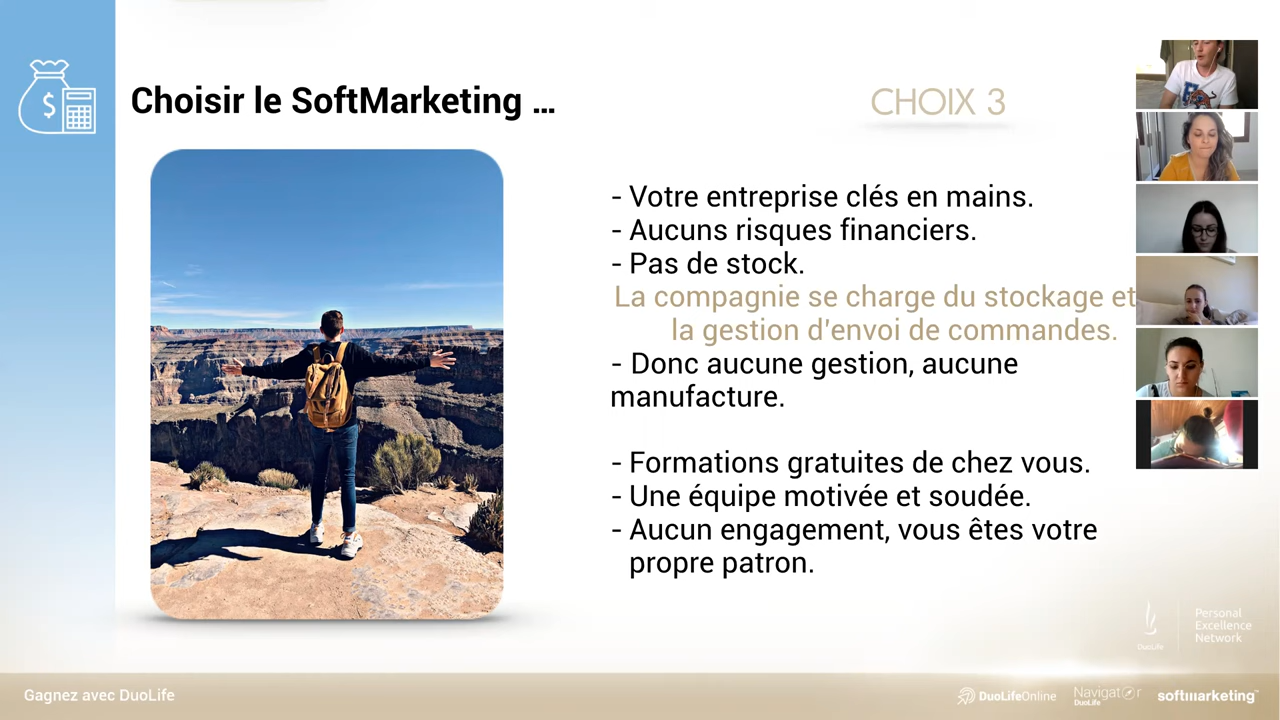 Choisir le SoftMarketing ...
CHOIX 3
$
- Votre entreprise clés en mains.
- Aucuns risques financiers.
- Pas de stock.
La compagnie se charge du stockage et
la gestion d'envoi de commandes.
- Donc aucune gestion, aucune
manufacture.
- Formations gratuites de chez vous.
- Une équipe motivée et soudée.
- Aucun engagement, vous êtes votre
propre patron.
DuoLife
Personal
Excellence
Network
Gagnez avec DuoLife
DuoLifeOnline
Navigator
DuoLife
softmarketing™